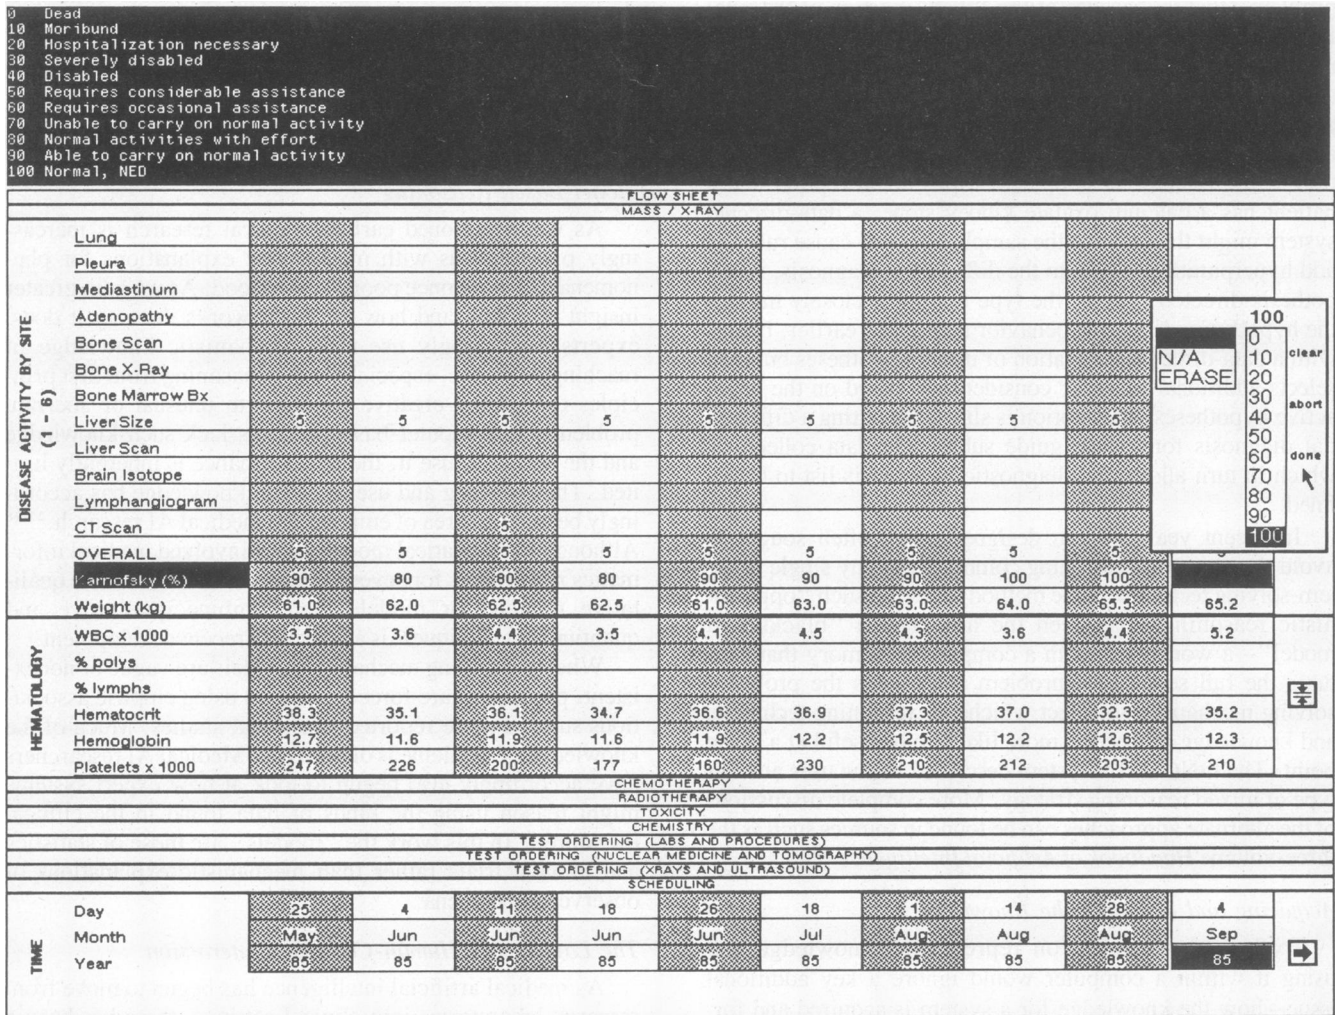 0 Dead
10 Moribund
20 Hospitalization necessary
30 Severely disabled
40 Disabled
50 Requires considerable assistance
60 Requires occasional assistance
70 Unable to carry on normal activity
80 Normal activities with effort
90 Able to carry on normal activity
100 Normal, NED
FLOW SHEET
MASS / X-RAY
DISEASE ACTIVITY BY SITE
(1 - 6)
Lung
Pleura
Mediastinum
Adenopathy
Bone Scan
Bone X-Ray
Bone Marrow Bx
Liver Size 5 5 5 5 5 5 5 5 5
Liver Scan
Brain Isotope
Lymphangiogram
CT Scan 5
OVERALL 5 5 5 5 5 5 5 5 5
Karnofsky (%) 90 80 80 80 90 90 90 100 100
Weight (kg) 61.0 62.0 62.5 62.5 61.0 63.0 63.0 64.0 65.5 65.2
100
0
N/A 10 clear
ERASE 20
30
40
50
60 done
70
80
90
100
HEMATOLOGY
WBC x 1000 3.5 3.6 4.4 3.5 4.1 4.5 4.3 3.6 4.4 5.2
% polys
% lymphs
Hematocrit 38.3 35.1 36.1 34.7 36.6 37.3 37.0 32.3 35.2
Hemoglobin 12.7 11.9 11.9 12.2 12.5 12.2 12.6 12.3
Platelets x 1000 247 226 200 177 160 230 210 212 203 210
CHEMOTHERAPY
RADIOTHERAPY
TOXICITY
CHEMISTRY
TEST ORDERING (LABS AND PROCEDURES)
TEST ORDERING (NUCLEAR MEDICINE AND TOMOGRAPHY)
TEST ORDERING (XRAYS AND ULTRASOUND)
SCHEDULING
TIME
Day 25 4 11 18 26 18 1 14 28 4
Month May Jun Jun Jun Jun Jul Aug Aug Aug Sep
Year 85 85 85 85 85 85 85 85 85 85